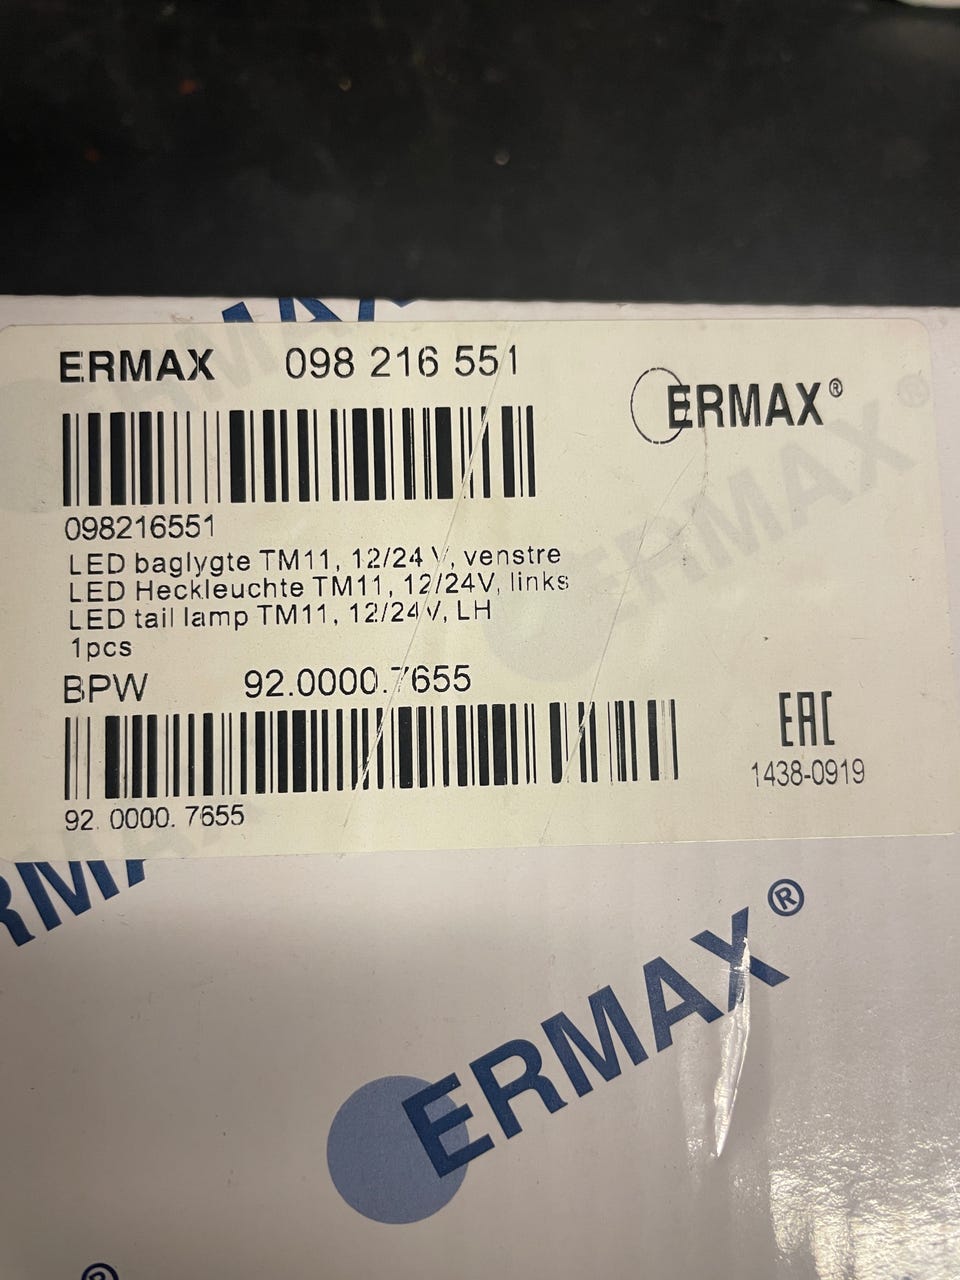 ERMAX 098 216 551
ERMAX®
098216551
LED baglygte TM11, 12/24 V, venstre
LED Heckleuchte TM11, 12/24V, links
LED tail lamp TM11, 12/24V, LH
1pcs
BPW 92.0000.7655
EAC
1438-0919
92. 0000. 7655
ERMAX®